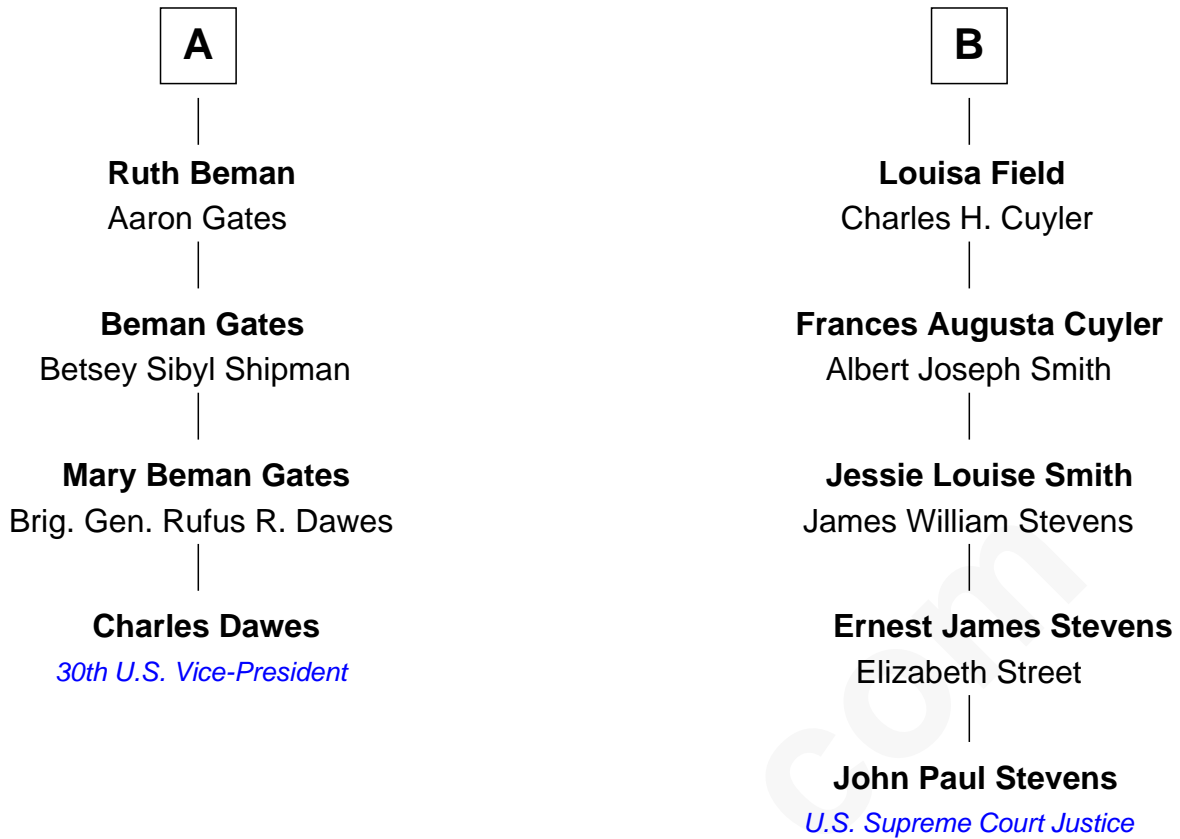 A
Ruth Beman
Aaron Gates
Beman Gates
Betsey Sibyl Shipman
Mary Beman Gates
Brig. Gen. Rufus R. Dawes
Charles Dawes
30th U.S. Vice-President
B
Louisa Field
Charles H. Cuyler
Frances Augusta Cuyler
Albert Joseph Smith
Jessie Louise Smith
James William Stevens
Ernest James Stevens
Elizabeth Street
John Paul Stevens
U.S. Supreme Court Justice
com